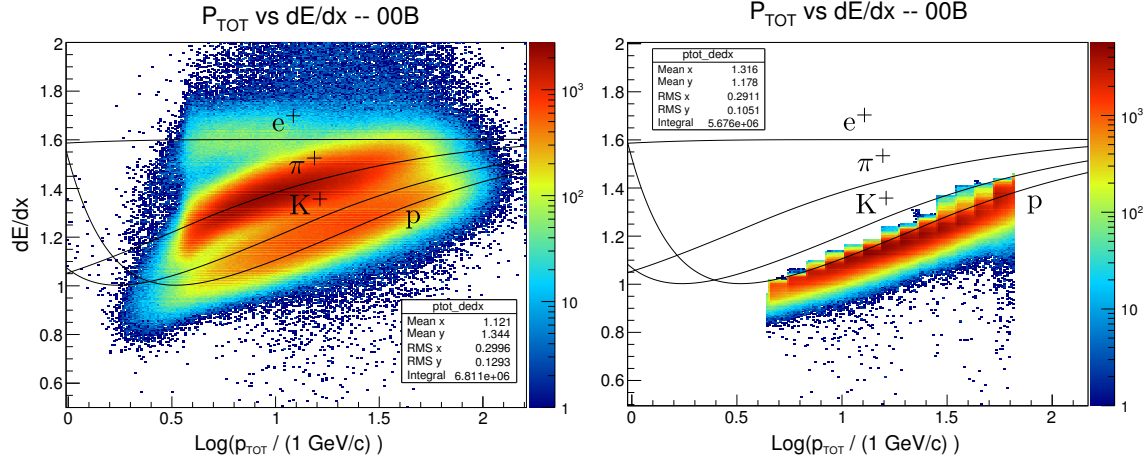 P_TOT vs dE/dx -- 00B
dE/dx
2
1.8
1.6
1.4
1.2
1
0.8
0.6
e⁺
π⁺
K⁺
p
ptot_dedx
Mean x 1.121
Mean y 1.344
RMS x 0.2996
RMS y 0.1293
Integral 6.811e+06
0 0.5 1 1.5 2
Log(p_TOT / (1 GeV/c) )
10³
10²
10
1
P_TOT vs dE/dx -- 00B
2
1.8
1.6
1.4
1.2
1
0.8
0.6
ptot_dedx
Mean x 1.316
Mean y 1.178
RMS x 0.2911
RMS y 0.1051
Integral 5.676e+06
e⁺
π⁺
K⁺
p
0 0.5 1 1.5 2
Log(p_TOT / (1 GeV/c) )
10³
10²
10
1